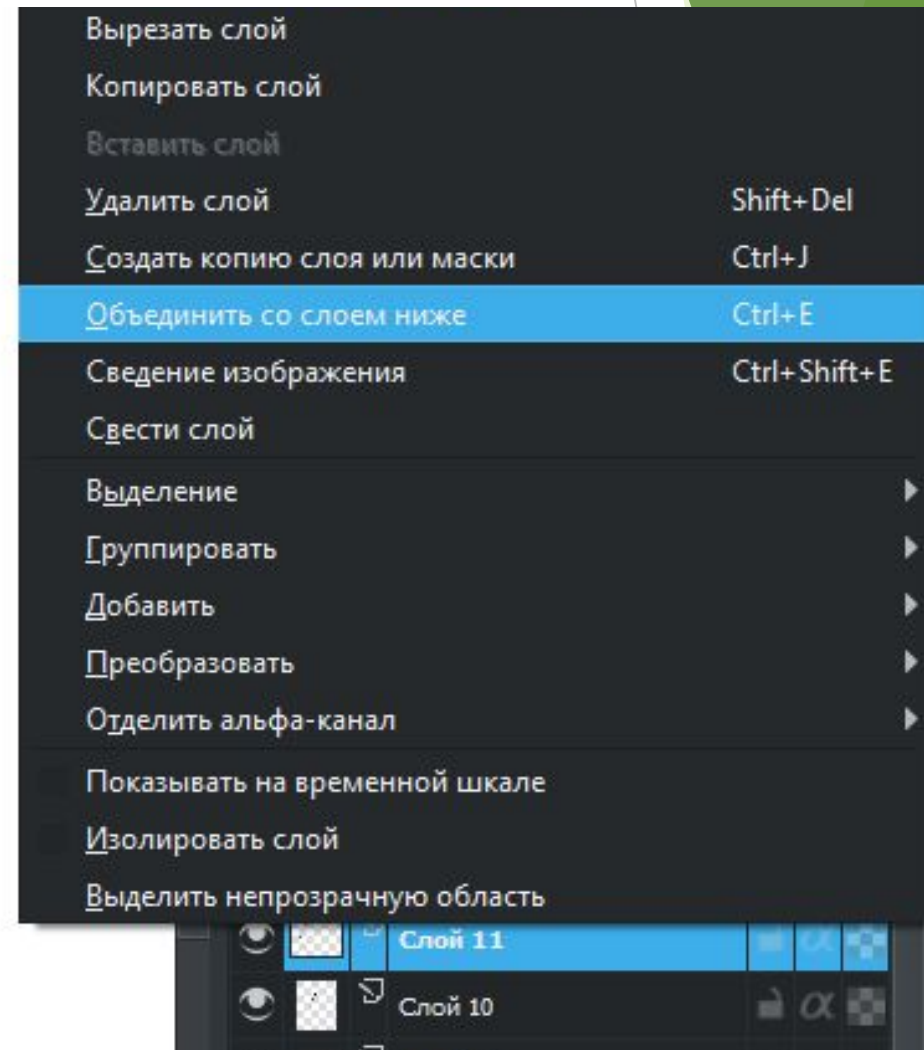 Вырезать слой
Копировать слой
Вставить слой
Удалить слой Shift+Del
Создать копию слоя или маски Ctrl+J
Объединить со слоем ниже Ctrl+E
Сведение изображения Ctrl+Shift+E
Свести слой
Выделение
Группировать
Добавить
Преобразовать
Отделить альфа-канал
Показывать на временной шкале
Изолировать слой
Выделить непрозрачную область
Слой 11
Слой 10